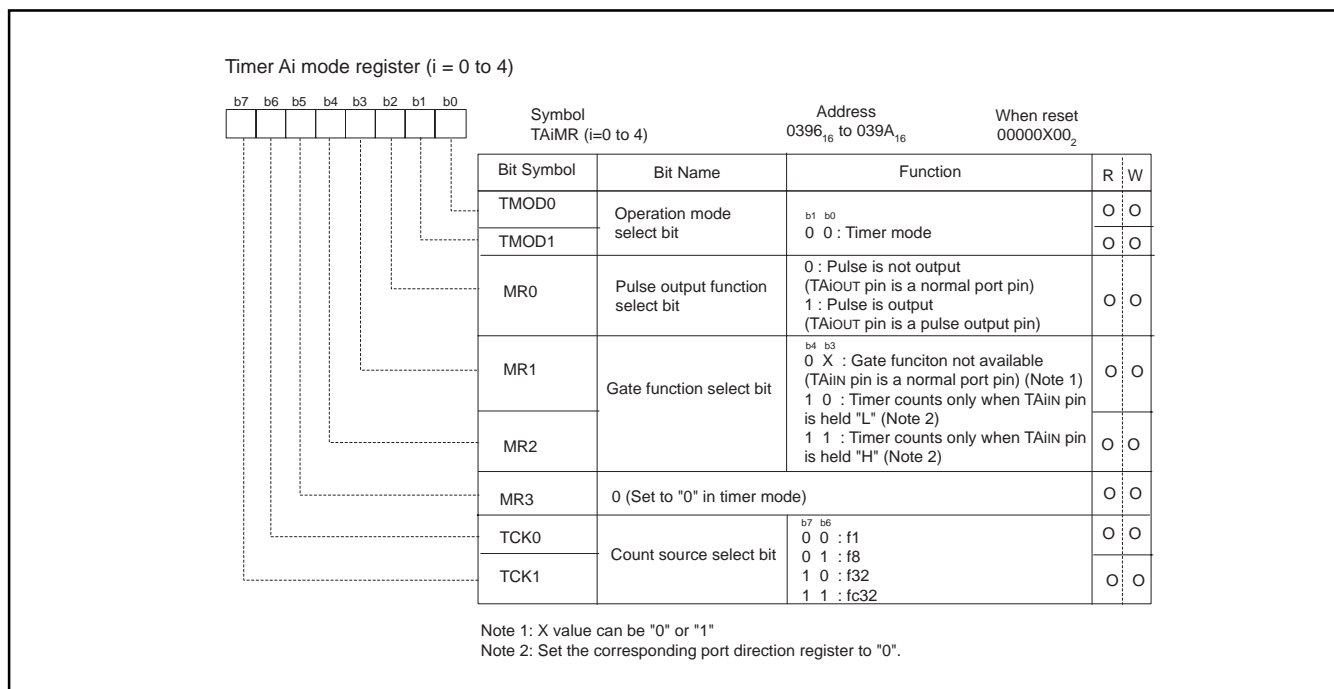 Timer Ai mode register (i = 0 to 4)
b7 b6 b5 b4 b3 b2 b1 b0
Symbol
TAiMR (i=0 to 4)
Address
0396₁₆ to 039A₁₆
When reset
00000X00₂
Bit Symbol Bit Name Function R W
TMOD0
TMOD1
Operation mode
select bit
b1 b0
0 0 : Timer mode
O O
O O
MR0
Pulse output function
select bit
0 : Pulse is not output
(TAiOUT pin is a normal port pin)
1 : Pulse is output
(TAiOUT pin is a pulse output pin)
O O
MR1
MR2
Gate function select bit
b4 b3
0 X : Gate funciton not available
(TAiIN pin is a normal port pin) (Note 1)
1 0 : Timer counts only when TAiIN pin
is held "L" (Note 2)
1 1 : Timer counts only when TAiIN pin
is held "H" (Note 2)
O O
O O
MR3
0 (Set to "0" in timer mode)
O O
TCK0
TCK1
Count source select bit
b7 b6
0 0 : f1
0 1 : f8
1 0 : f32
1 1 : fc32
O O
O O
Note 1: X value can be "0" or "1"
Note 2: Set the corresponding port direction register to "0".